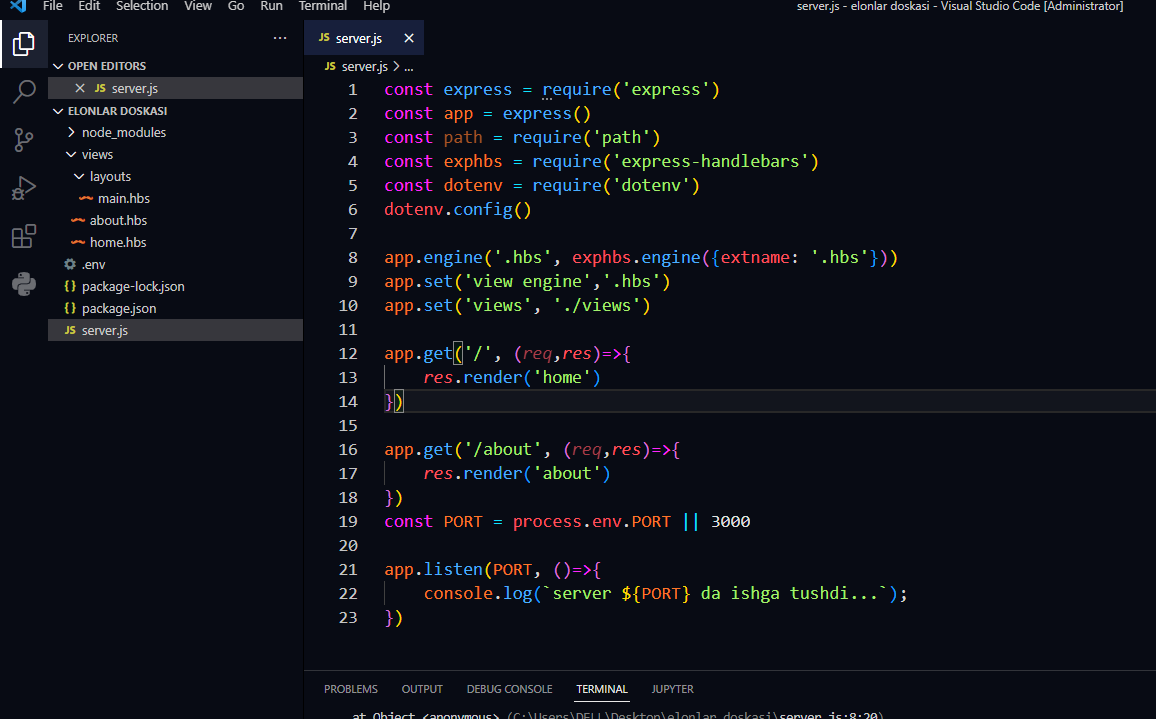 File Edit Selection View Go Run Terminal Help server.js - elonlar doskasi - Visual Studio Code [Administrator]
EXPLORER ...
OPEN EDITORS
JS server.js
ELONLAR DOSKASI
node_modules
views
layouts
main.hbs
about.hbs
home.hbs
.env
{} package-lock.json
{} package.json
JS server.js
JS server.js
JS server.js > ...
1 const express = require('express')
2 const app = express()
3 const path = require('path')
4 const exphbs = require('express-handlebars')
5 const dotenv = require('dotenv')
6 dotenv.config()
7
8 app.engine('.hbs', exphbs.engine({extname: '.hbs'}))
9 app.set('view engine','.hbs')
10 app.set('views', './views')
11
12 app.get('/', (req,res)=>{
13 res.render('home')
14 })
15
16 app.get('/about', (req,res)=>{
17 res.render('about')
18 })
19 const PORT = process.env.PORT || 3000
20
21 app.listen(PORT, ()=>{
22 console.log(`server ${PORT} da ishga tushdi...`);
23 })
PROBLEMS OUTPUT DEBUG CONSOLE TERMINAL JUPYTER
at Object.<anonymous> (C:\Users\DELL\Desktop\elonlar doskasi\server.js:8:20)